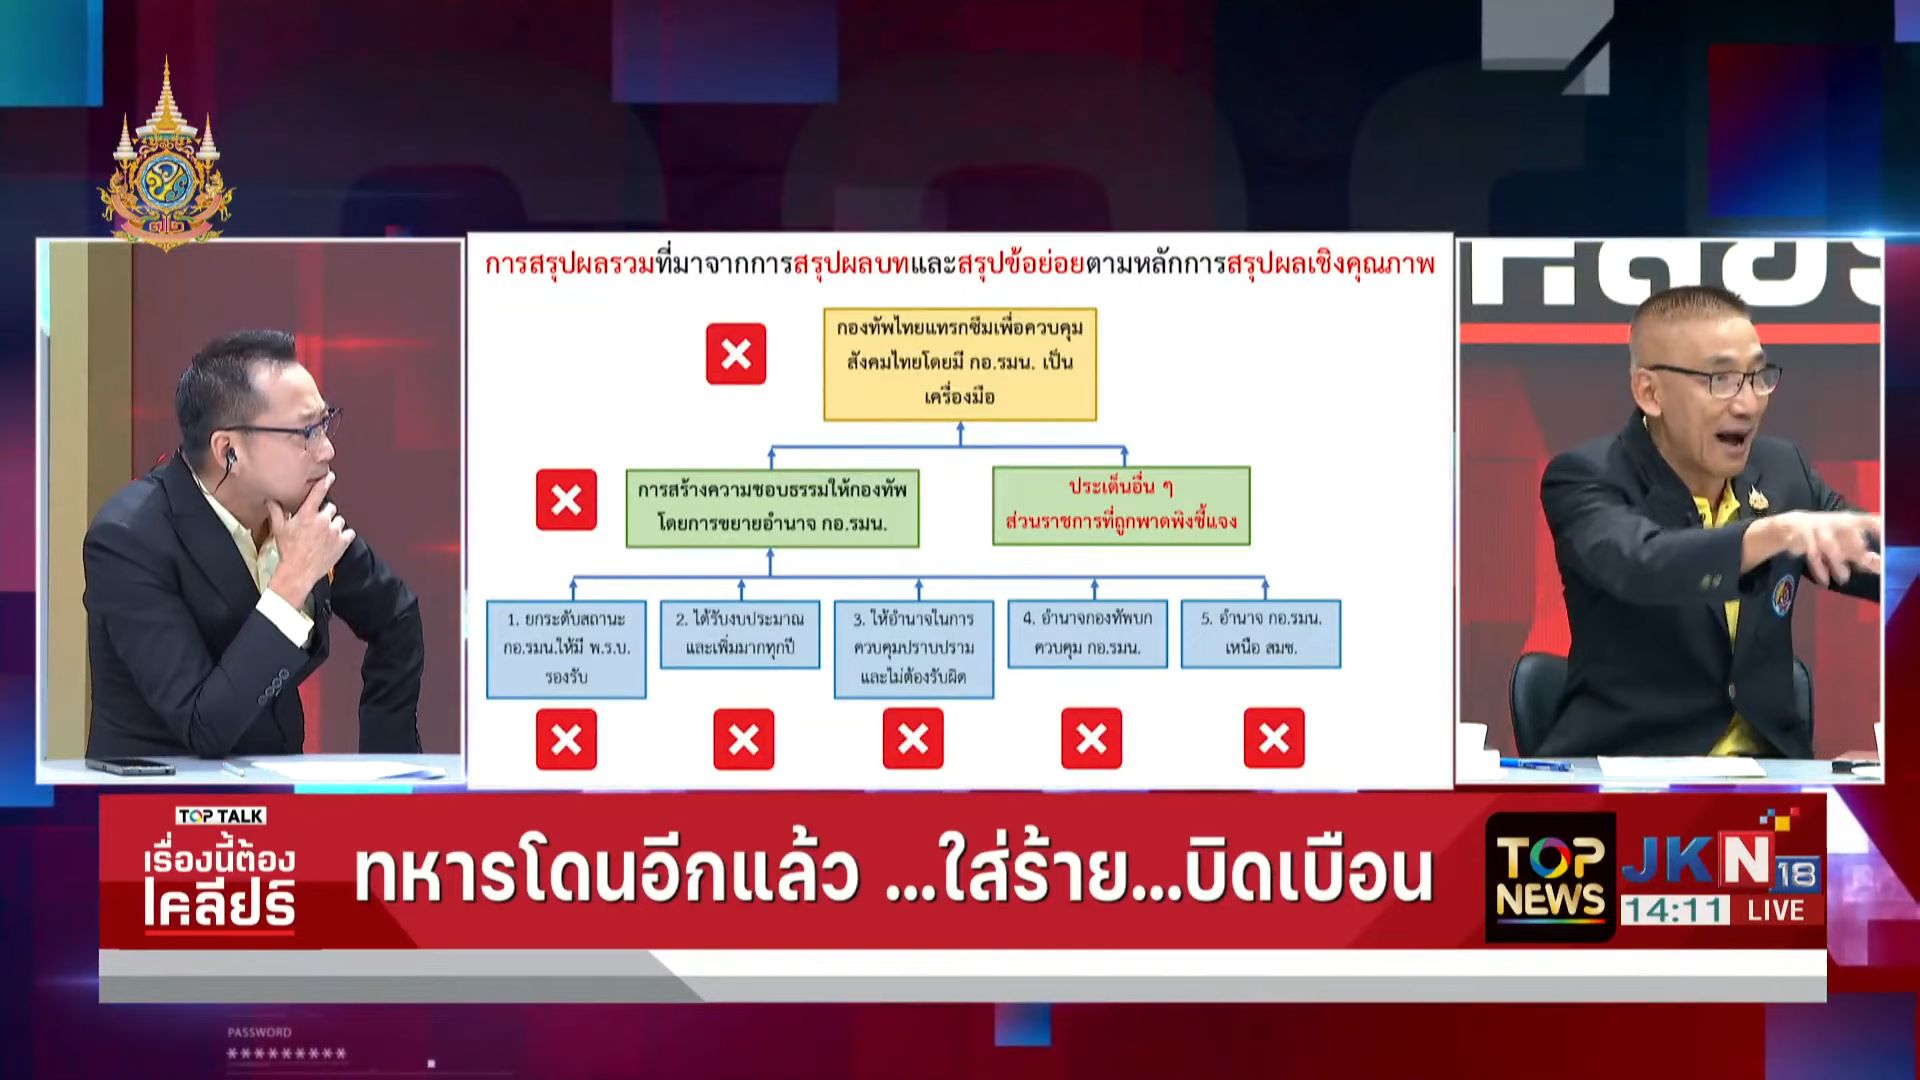 การสรุปผลรวมที่มาจากการสรุปผลบทและสรุปข้อย่อยตามหลักการสรุปผลเชิงคุณภาพ
กองทัพไทยแทรกซึมเพื่อควบคุม
สังคมไทยโดยมี กอ.รมน. เป็น
เครื่องมือ
การสร้างความชอบธรรมให้กองทัพ
โดยการขยายอำนาจ กอ.รมน.
ประเด็นอื่น ๆ
ส่วนราชการที่ถูกพาดพิงชี้แจง
1. ยกระดับสถานะ
กอ.รมน.ให้มี พ.ร.บ.
รองรับ
2. ได้รับงบประมาณ
และเพิ่มมากทุกปี
3. ให้อำนาจในการ
ควบคุมปราบปราม
และไม่ต้องรับผิด
4. อำนาจกองทัพบก
ควบคุม กอ.รมน.
5. อำนาจ กอ.รมน.
เหนือ สมช.
TOP TALK
เรื่องนี้ต้อง
เคลียร์
ทหารโดนอีกแล้ว ...ใส่ร้าย...บิดเบือน
TOP
NEWS
JKN
18
14:11 LIVE
PASSWORD
*********